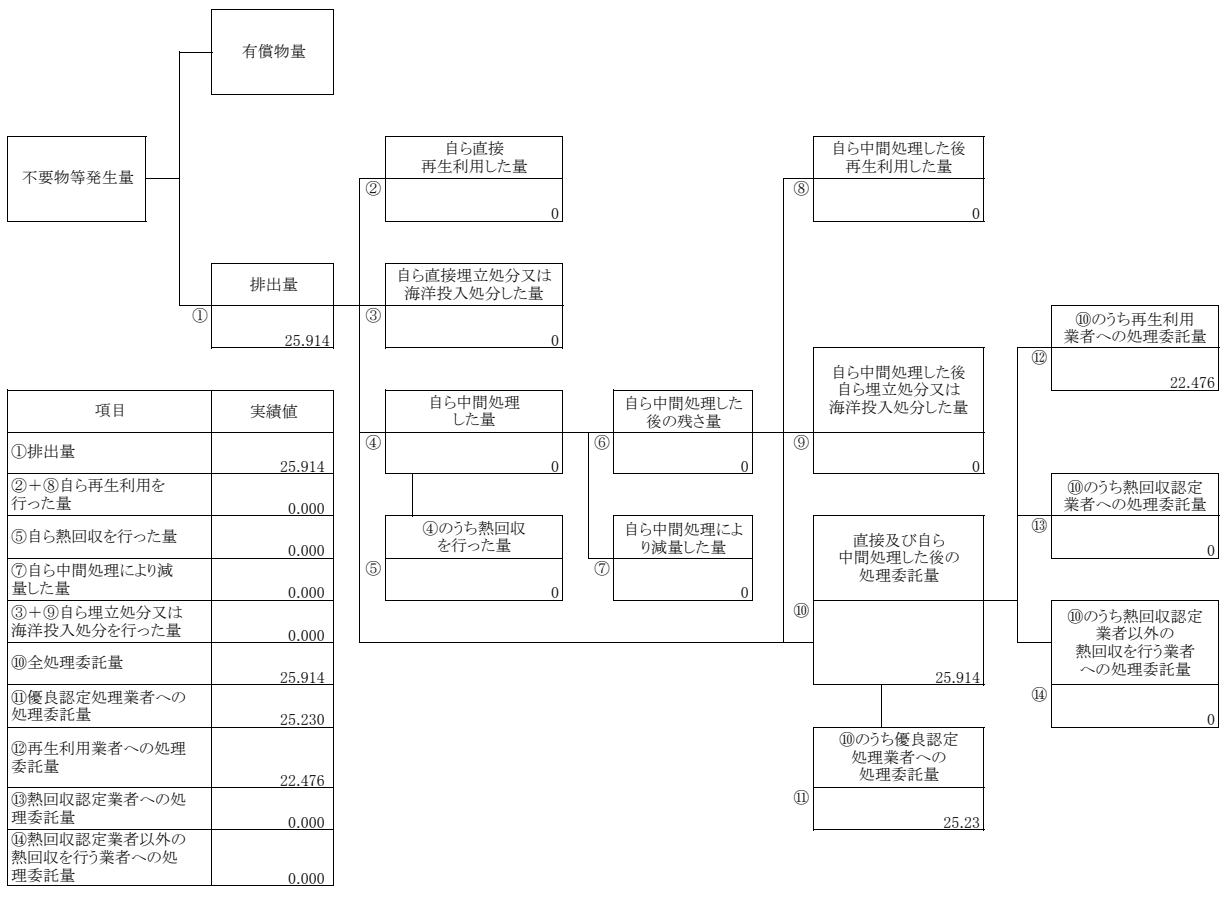 有償物量
不要物等発生量
排出量
①
25.914
自ら直接
再生利用した量
②
0
自ら直接埋立処分又は
海洋投入処分した量
③
0
自ら中間処理
した量
④
0
④のうち熱回収
を行った量
⑤
0
自ら中間処理した
後の残さ量
⑥
0
自ら中間処理によ
り減量した量
⑦
0
自ら中間処理した後
再生利用した量
⑧
0
自ら中間処理した後
自ら埋立処分又は
海洋投入処分した量
⑨
0
直接及び自ら
中間処理した後の
処理委託量
⑩
25.914
⑩のうち優良認定
処理業者への
処理委託量
⑪
25.23
⑩のうち再生利用
業者への処理委託量
⑫
22.476
⑩のうち熱回収認定
業者への処理委託量
⑬
0
⑩のうち熱回収認定
業者以外の
熱回収を行う業者
への処理委託量
⑭
0
項目 実績値
①排出量
25.914
②＋⑧自ら再生利用を
行った量
0.000
⑤自ら熱回収を行った量
0.000
⑦自ら中間処理により減
量した量
0.000
③＋⑨自ら埋立処分又は
海洋投入処分を行った量
0.000
⑩全処理委託量
25.914
⑪優良認定処理業者への
処理委託量
25.230
⑫再生利用業者への処理
委託量
22.476
⑬熱回収認定業者への処
理委託量
0.000
⑭熱回収認定業者以外の
熱回収を行う業者への処
理委託量
0.000